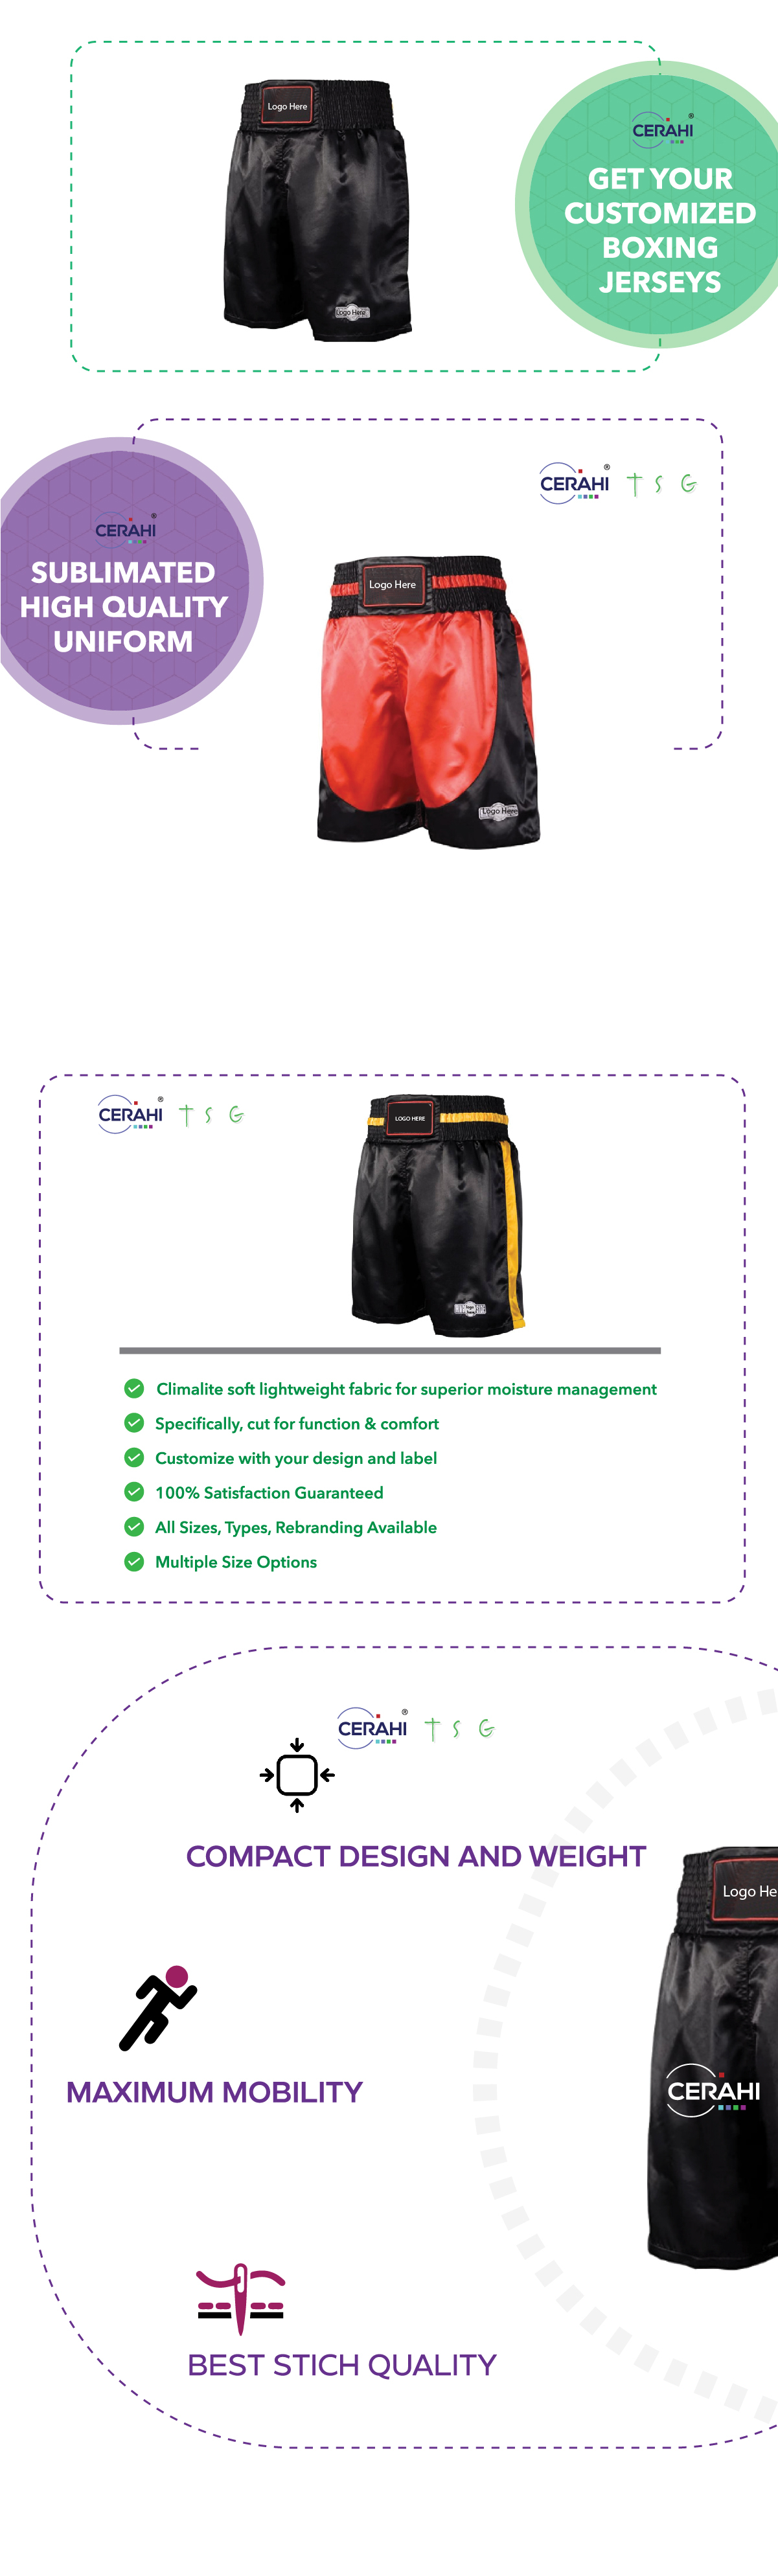 Logo Here
CERAHI ®
GET YOUR
CUSTOMIZED
BOXING
JERSEYS
Logo Here
CERAHI ® T S G
CERAHI ®
SUBLIMATED
HIGH QUALITY
UNIFORM
Logo Here
Logo Here
CERAHI ® T S G
LOGO HERE
Climalite soft lightweight fabric for superior moisture management
Specifically, cut for function & comfort
Customize with your design and label
100% Satisfaction Guaranteed
All Sizes, Types, Rebranding Available
Multiple Size Options
CERAHI ® T S G
COMPACT DESIGN AND WEIGHT
Logo He
MAXIMUM MOBILITY
CERAHI
BEST STICH QUALITY